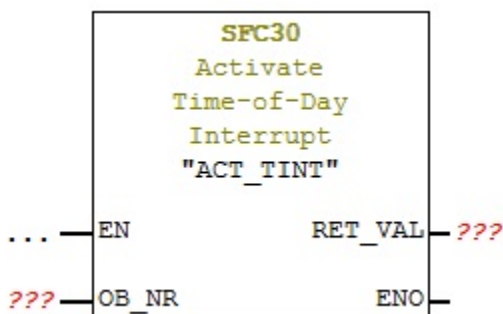 SFC30
Activate
Time-of-Day
Interrupt
"ACT_TINT"
... EN RET_VAL ???
??? OB_NR ENO